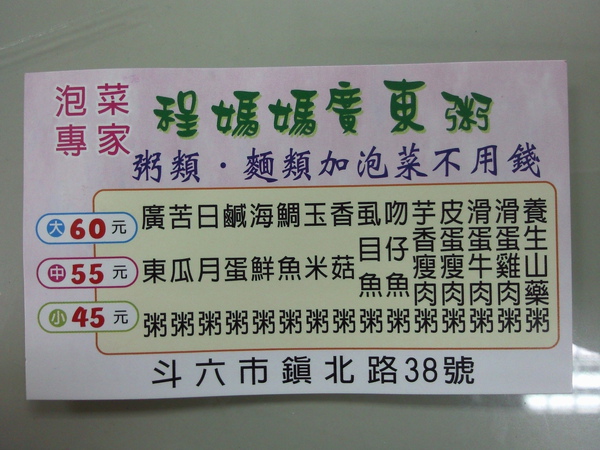 泡菜
專家
程媽媽廣東粥
粥類·麵類加泡菜不用錢
大60元
中55元
小45元
廣東粥
苦瓜粥
日月粥
鹹蛋粥
海鮮粥
鯛魚粥
玉米粥
香菇粥
虱目魚粥
吻仔魚粥
芋香瘦肉粥
皮蛋瘦肉粥
滑蛋牛肉粥
滑蛋雞肉粥
養生山藥粥
斗六市鎮北路38號